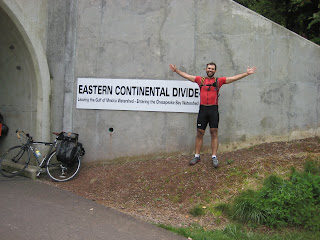 EASTERN CONTINENTAL DIVIDE
Leaving the Gulf of Mexico Watershed - Entering the Chesapeake Bay Watershed